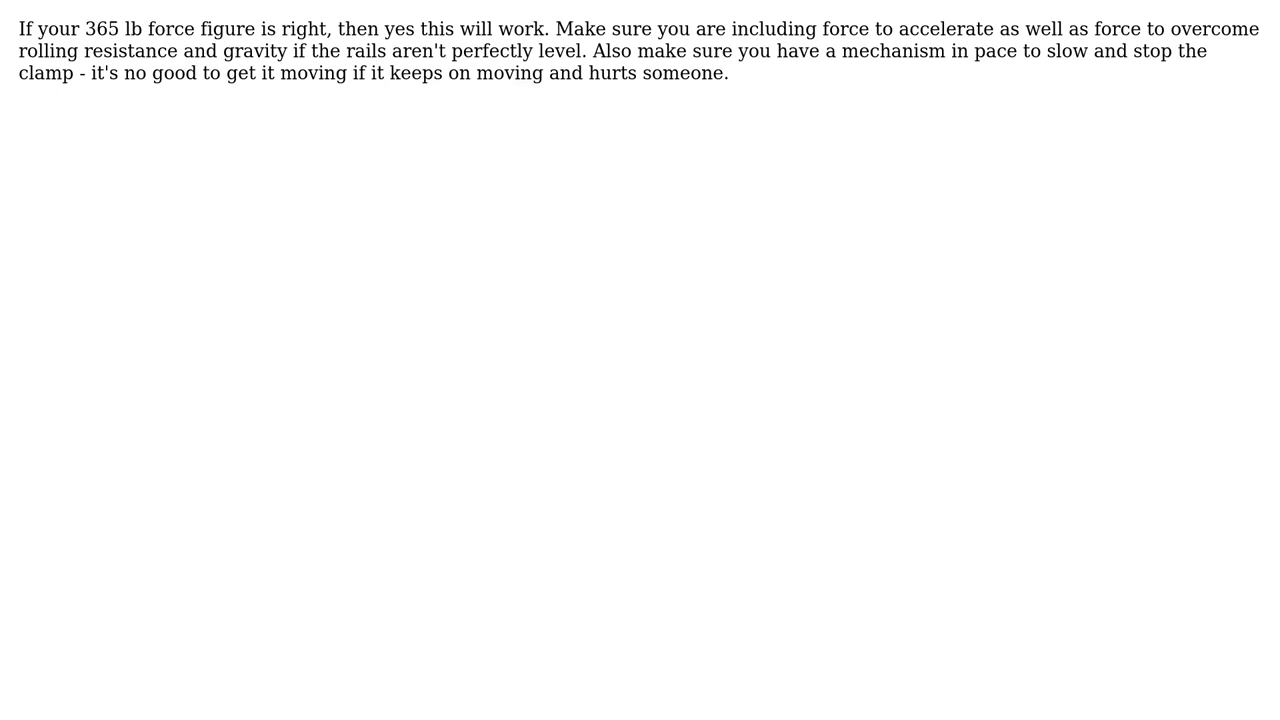 If your 365 lb force figure is right, then yes this will work. Make sure you are including force to accelerate as well as force to overcome
rolling resistance and gravity if the rails aren't perfectly level. Also make sure you have a mechanism in pace to slow and stop the
clamp - it's no good to get it moving if it keeps on moving and hurts someone.